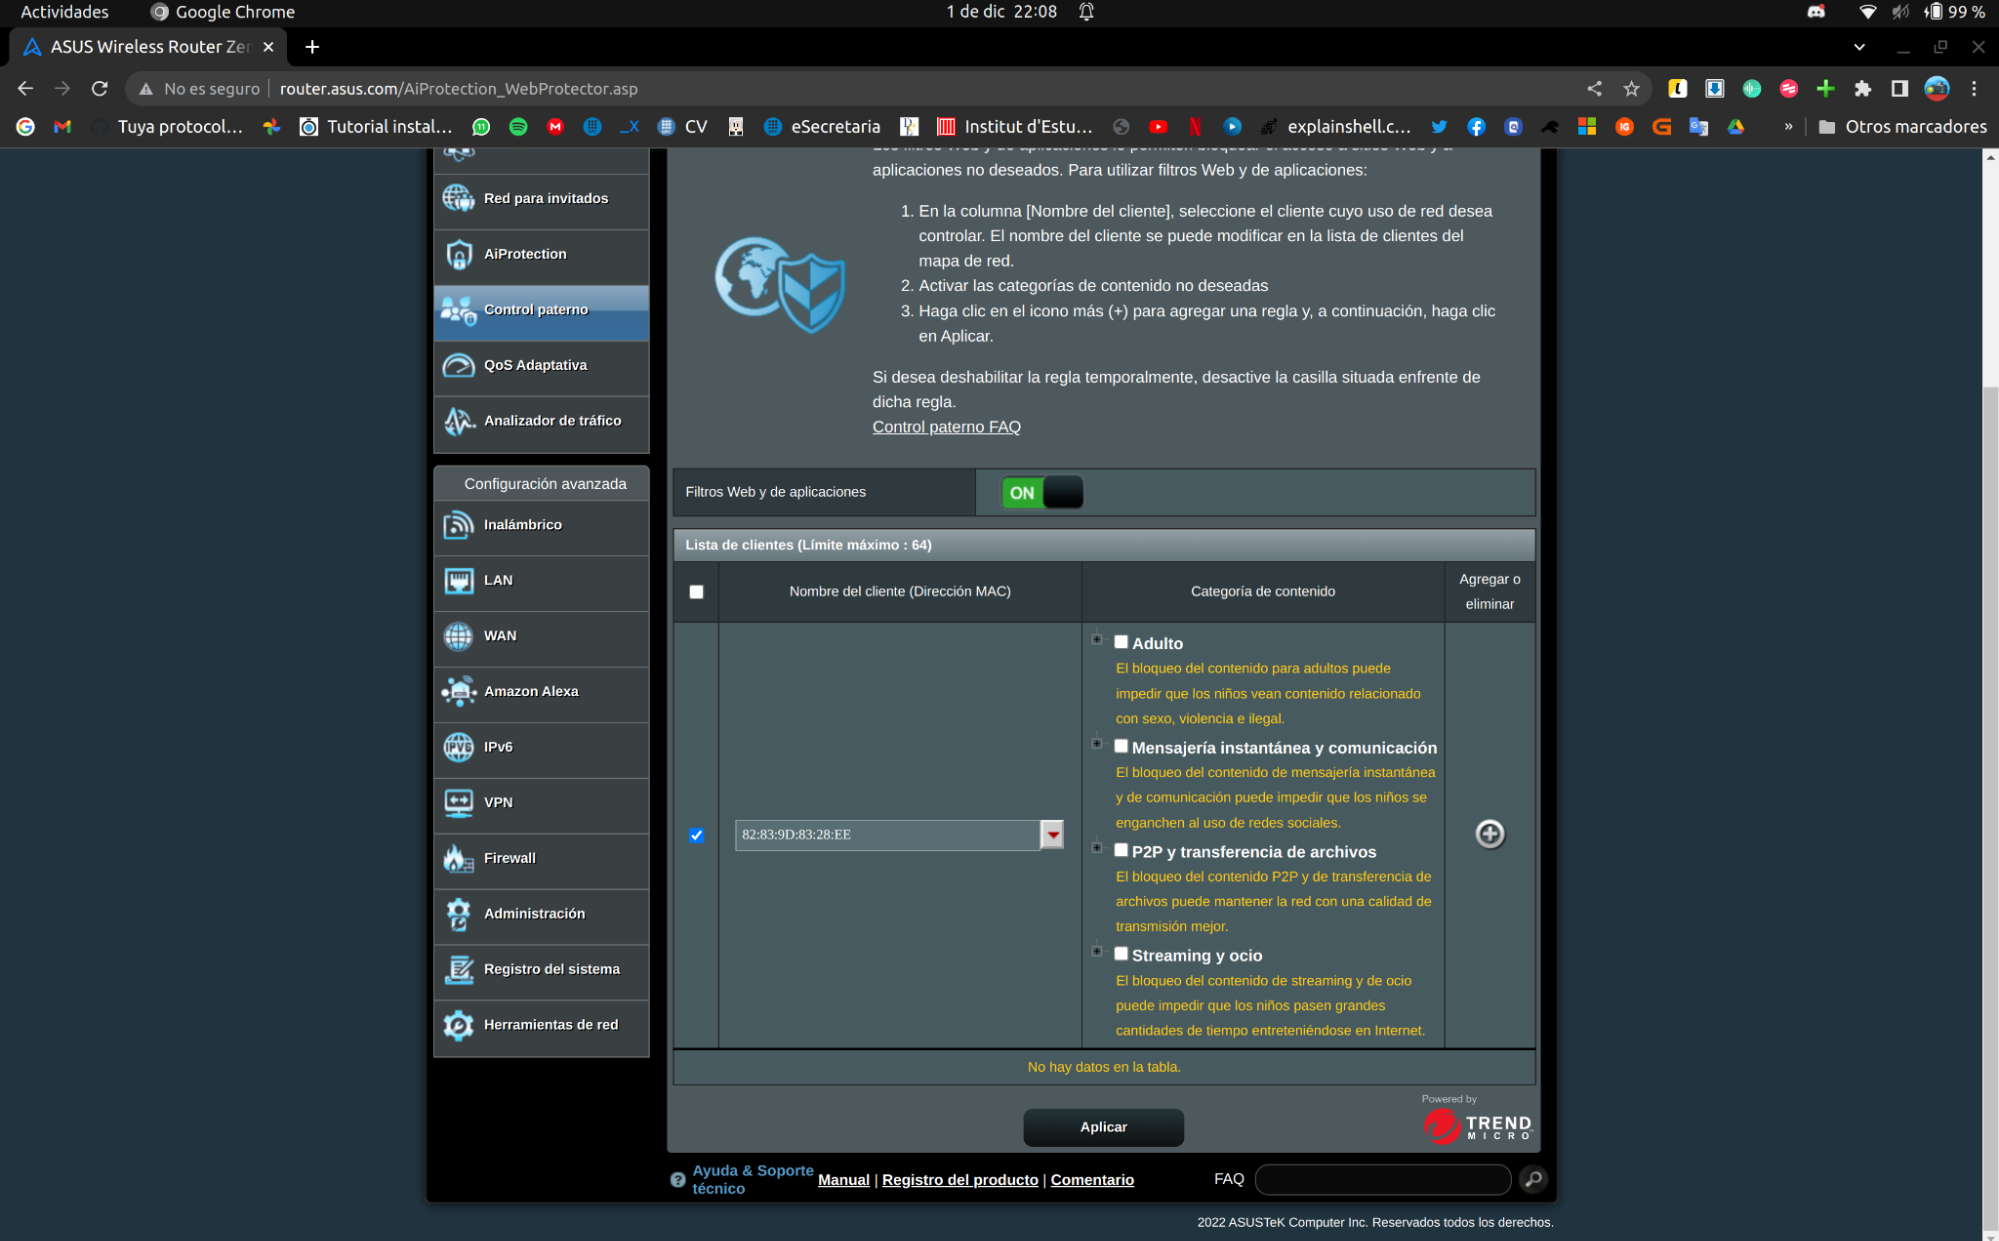 Actividades
Google Chrome
1 de dic 22:08
99 %
ASUS Wireless Router Zen
No es seguro
router.asus.com/AiProtection_WebProtector.asp
Tuya protocol...
Tutorial instal...
CV
eSecretaria
Institut d'Estu...
explainshell.c...
»
Otros marcadores
Red para invitados
AiProtection
Control paterno
QoS Adaptativa
Analizador de tráfico
Configuración avanzada
Inalámbrico
LAN
WAN
Amazon Alexa
IPv6
VPN
Firewall
Administración
Registro del sistema
Herramientas de red
aplicaciones no deseados. Para utilizar filtros Web y de aplicaciones:
1. En la columna [Nombre del cliente], seleccione el cliente cuyo uso de red desea
controlar. El nombre del cliente se puede modificar en la lista de clientes del
mapa de red.
2. Activar las categorías de contenido no deseadas
3. Haga clic en el icono más (+) para agregar una regla y, a continuación, haga clic
en Aplicar.
Si desea deshabilitar la regla temporalmente, desactive la casilla situada enfrente de
dicha regla.
Control paterno FAQ
Filtros Web y de aplicaciones
ON
Lista de clientes (Límite máximo : 64)
Nombre del cliente (Dirección MAC)
Categoría de contenido
Agregar o
eliminar
82:83:9D:83:28:EE
Adulto
El bloqueo del contenido para adultos puede
impedir que los niños vean contenido relacionado
con sexo, violencia e ilegal.
Mensajería instantánea y comunicación
El bloqueo del contenido de mensajería instantánea
y de comunicación puede impedir que los niños se
enganchen al uso de redes sociales.
P2P y transferencia de archivos
El bloqueo del contenido P2P y de transferencia de
archivos puede mantener la red con una calidad de
transmisión mejor.
Streaming y ocio
El bloqueo del contenido de streaming y de ocio
puede impedir que los niños pasen grandes
cantidades de tiempo entreteniéndose en Internet.
No hay datos en la tabla.
Aplicar
Powered by
TREND
MICRO
Ayuda & Soporte
técnico
Manual | Registro del producto | Comentario
FAQ
2022 ASUSTeK Computer Inc. Reservados todos los derechos.